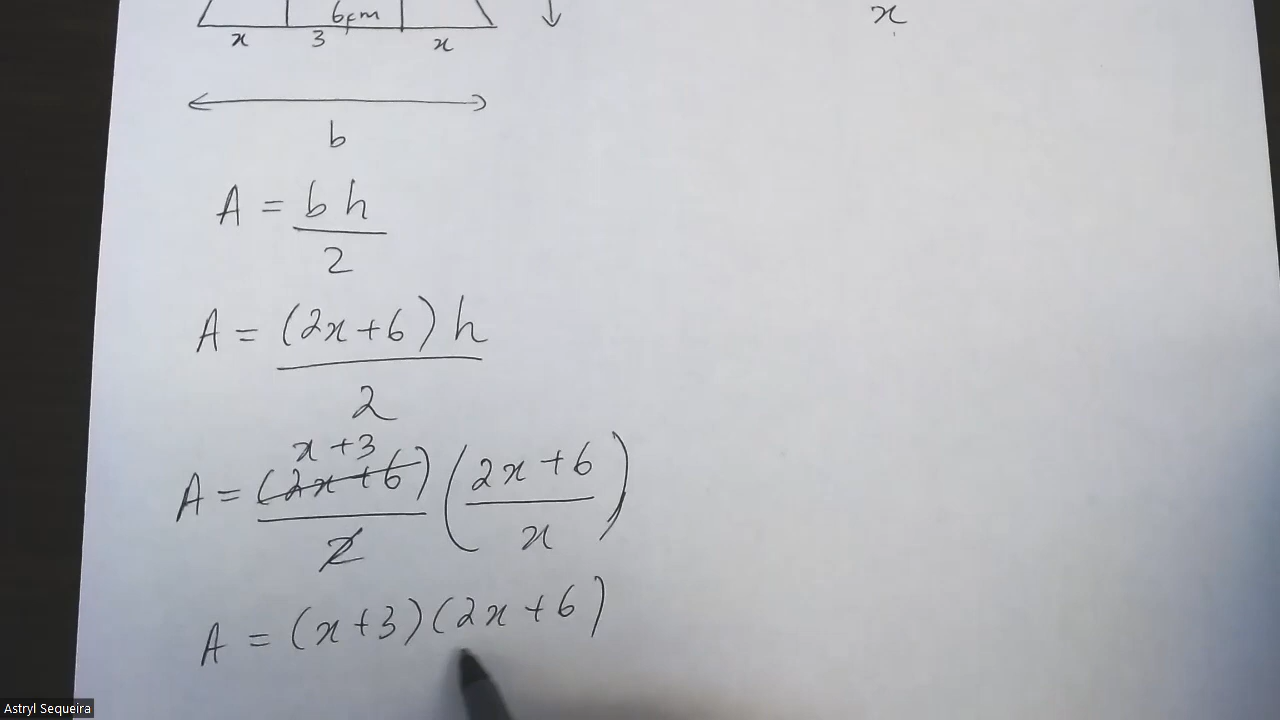 6cm
x 3 x
x
b
A = bh/2
A = (2x+6)h/2
x+3
A = (2x+6)/2 (2x+6/x)
A = (x+3)(2x+6)
Astryl Sequeira